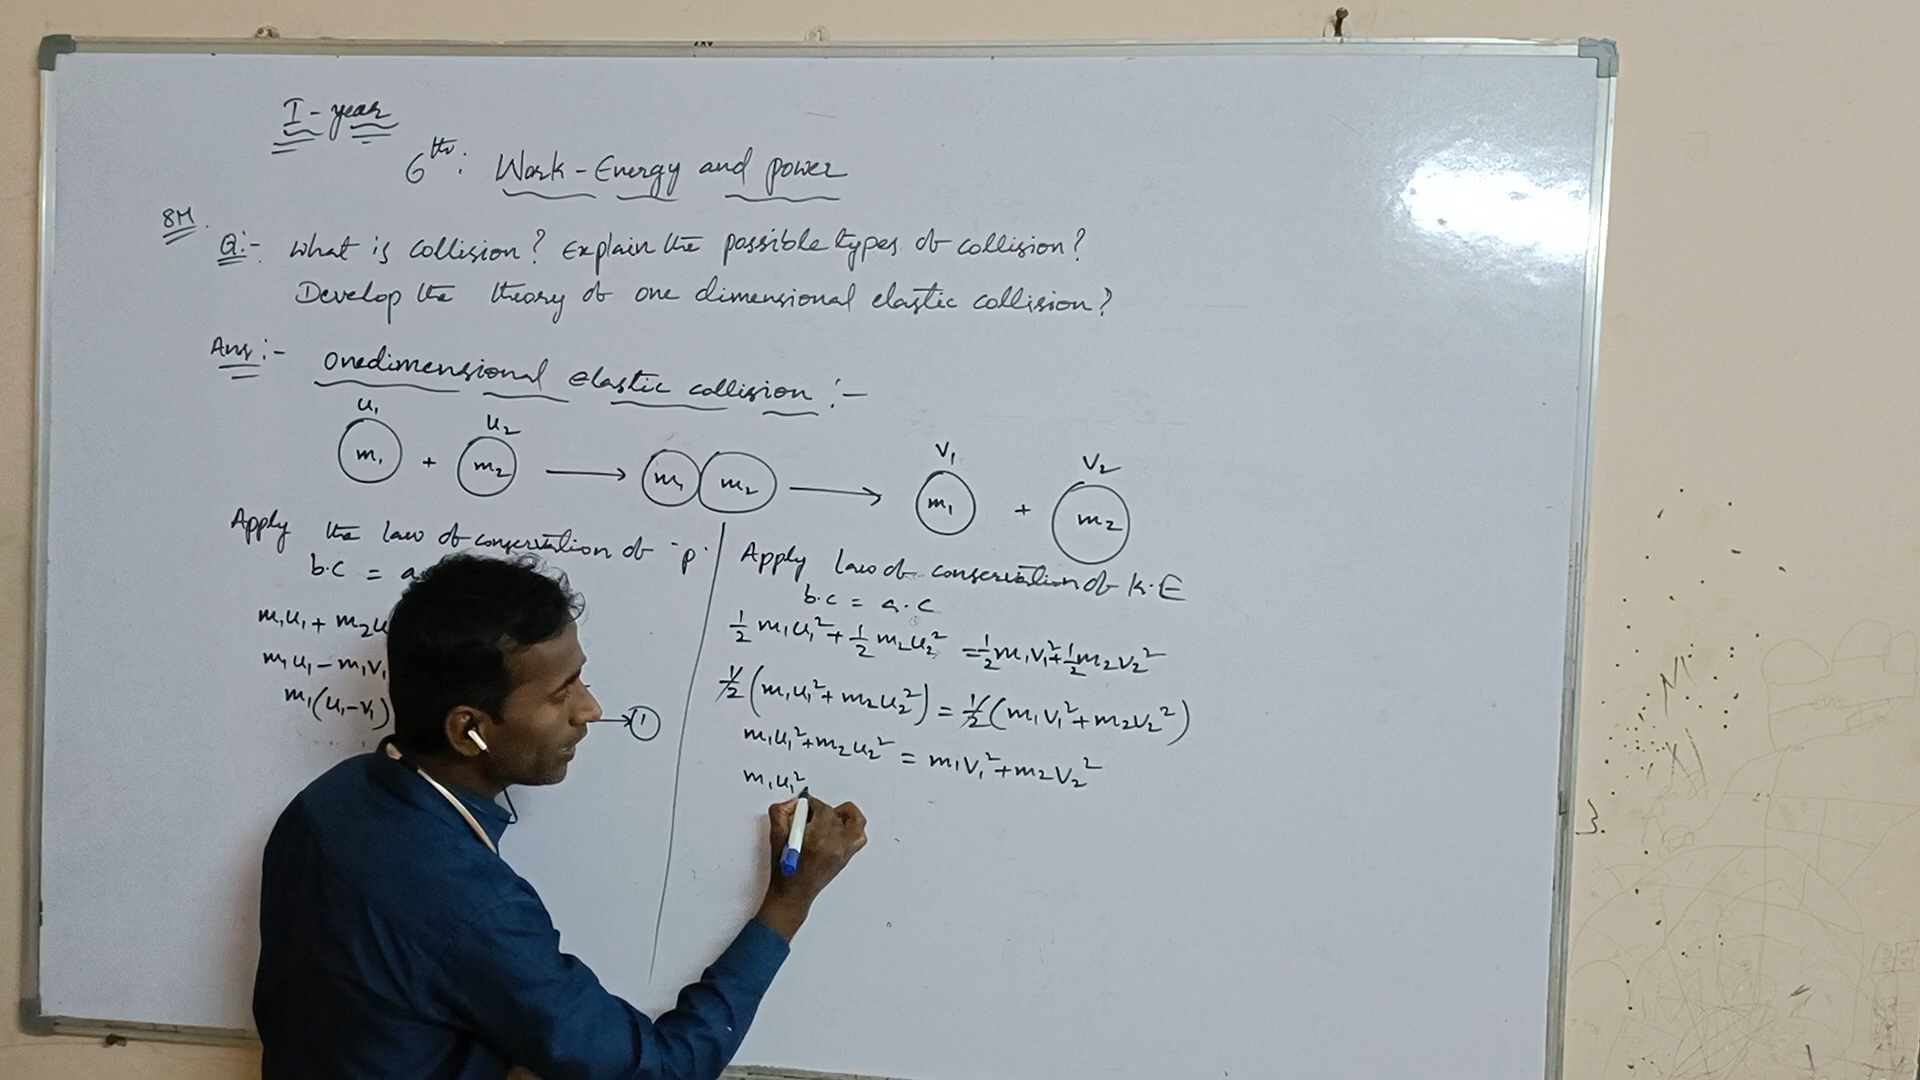 I - year
6th: Work - Energy and power
8M.
Q:- What is collision? Explain the possible types of collision?
Develop the theory of one dimensional elastic collision?
Ans:- onedimensional elastic collision :-
u₁ u₂ v₁ v₂
m₁ + m₂ → m₁ m₂ → m₁ + m₂
Apply the law of conservation of p.
b.c = a
m₁u₁ + m₂u
m₁u₁ - m₁v₁
m₁(u₁-v₁) → 1
Apply law of conservation of K.E
b.c = a.c
1/2 m₁u₁² + 1/2 m₂u₂² = 1/2 m₁v₁² + 1/2 m₂v₂²
1/2 (m₁u₁² + m₂u₂²) = 1/2 (m₁v₁² + m₂v₂²)
m₁u₁² + m₂u₂² = m₁v₁² + m₂v₂²
m₁u₁²